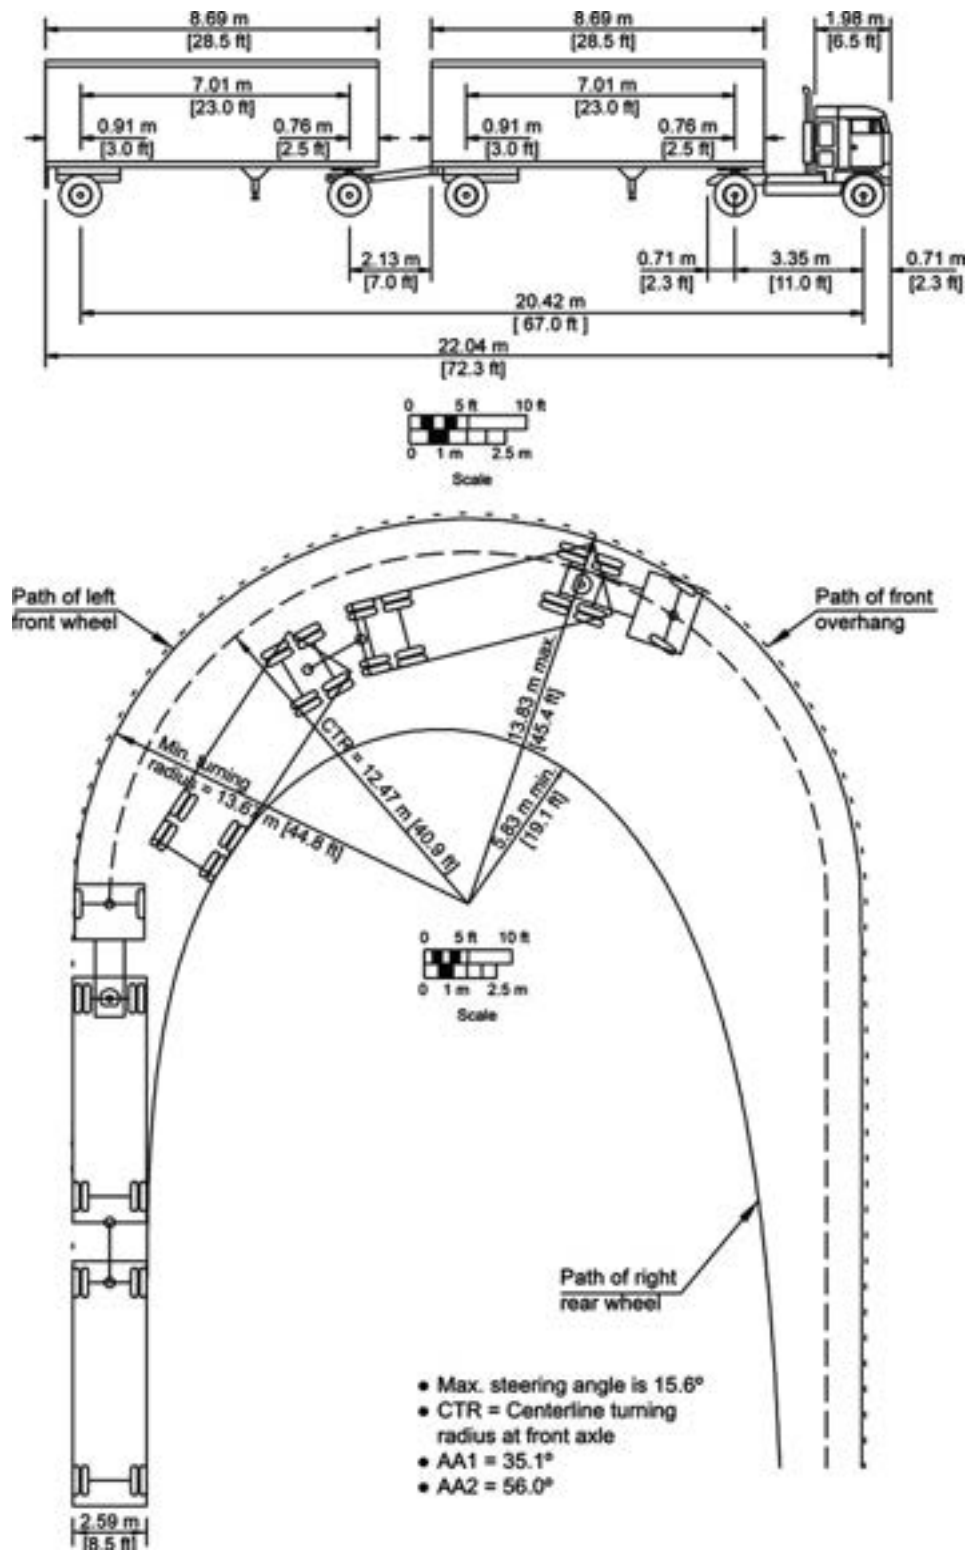 8.69 m
[28.5 ft]
8.69 m
[28.5 ft]
1.98 m
[6.5 ft]
7.01 m
[23.0 ft]
7.01 m
[23.0 ft]
0.91 m
[3.0 ft]
0.76 m
[2.5 ft]
0.91 m
[3.0 ft]
0.76 m
[2.5 ft]
2.13 m
[7.0 ft]
0.71 m
[2.3 ft]
3.35 m
[11.0 ft]
0.71 m
[2.3 ft]
20.42 m
[ 67.0 ft ]
22.04 m
[72.3 ft]
0 5 ft 10 ft
0 1 m 2.5 m
Scale
Path of left
front wheel
Path of front
overhang
13.83 m max.
[45.4 ft]
CTR = 12.47 m [40.9 ft]
Min. turning
radius = 13.67 m [44.8 ft]
5.83 m min.
[19.1 ft]
0 5 ft 10 ft
0 1 m 2.5 m
Scale
Path of right
rear wheel
● Max. steering angle is 15.6º
● CTR = Centerline turning
radius at front axle
● AA1 = 35.1º
● AA2 = 56.0º
2.59 m
[8.5 ft]